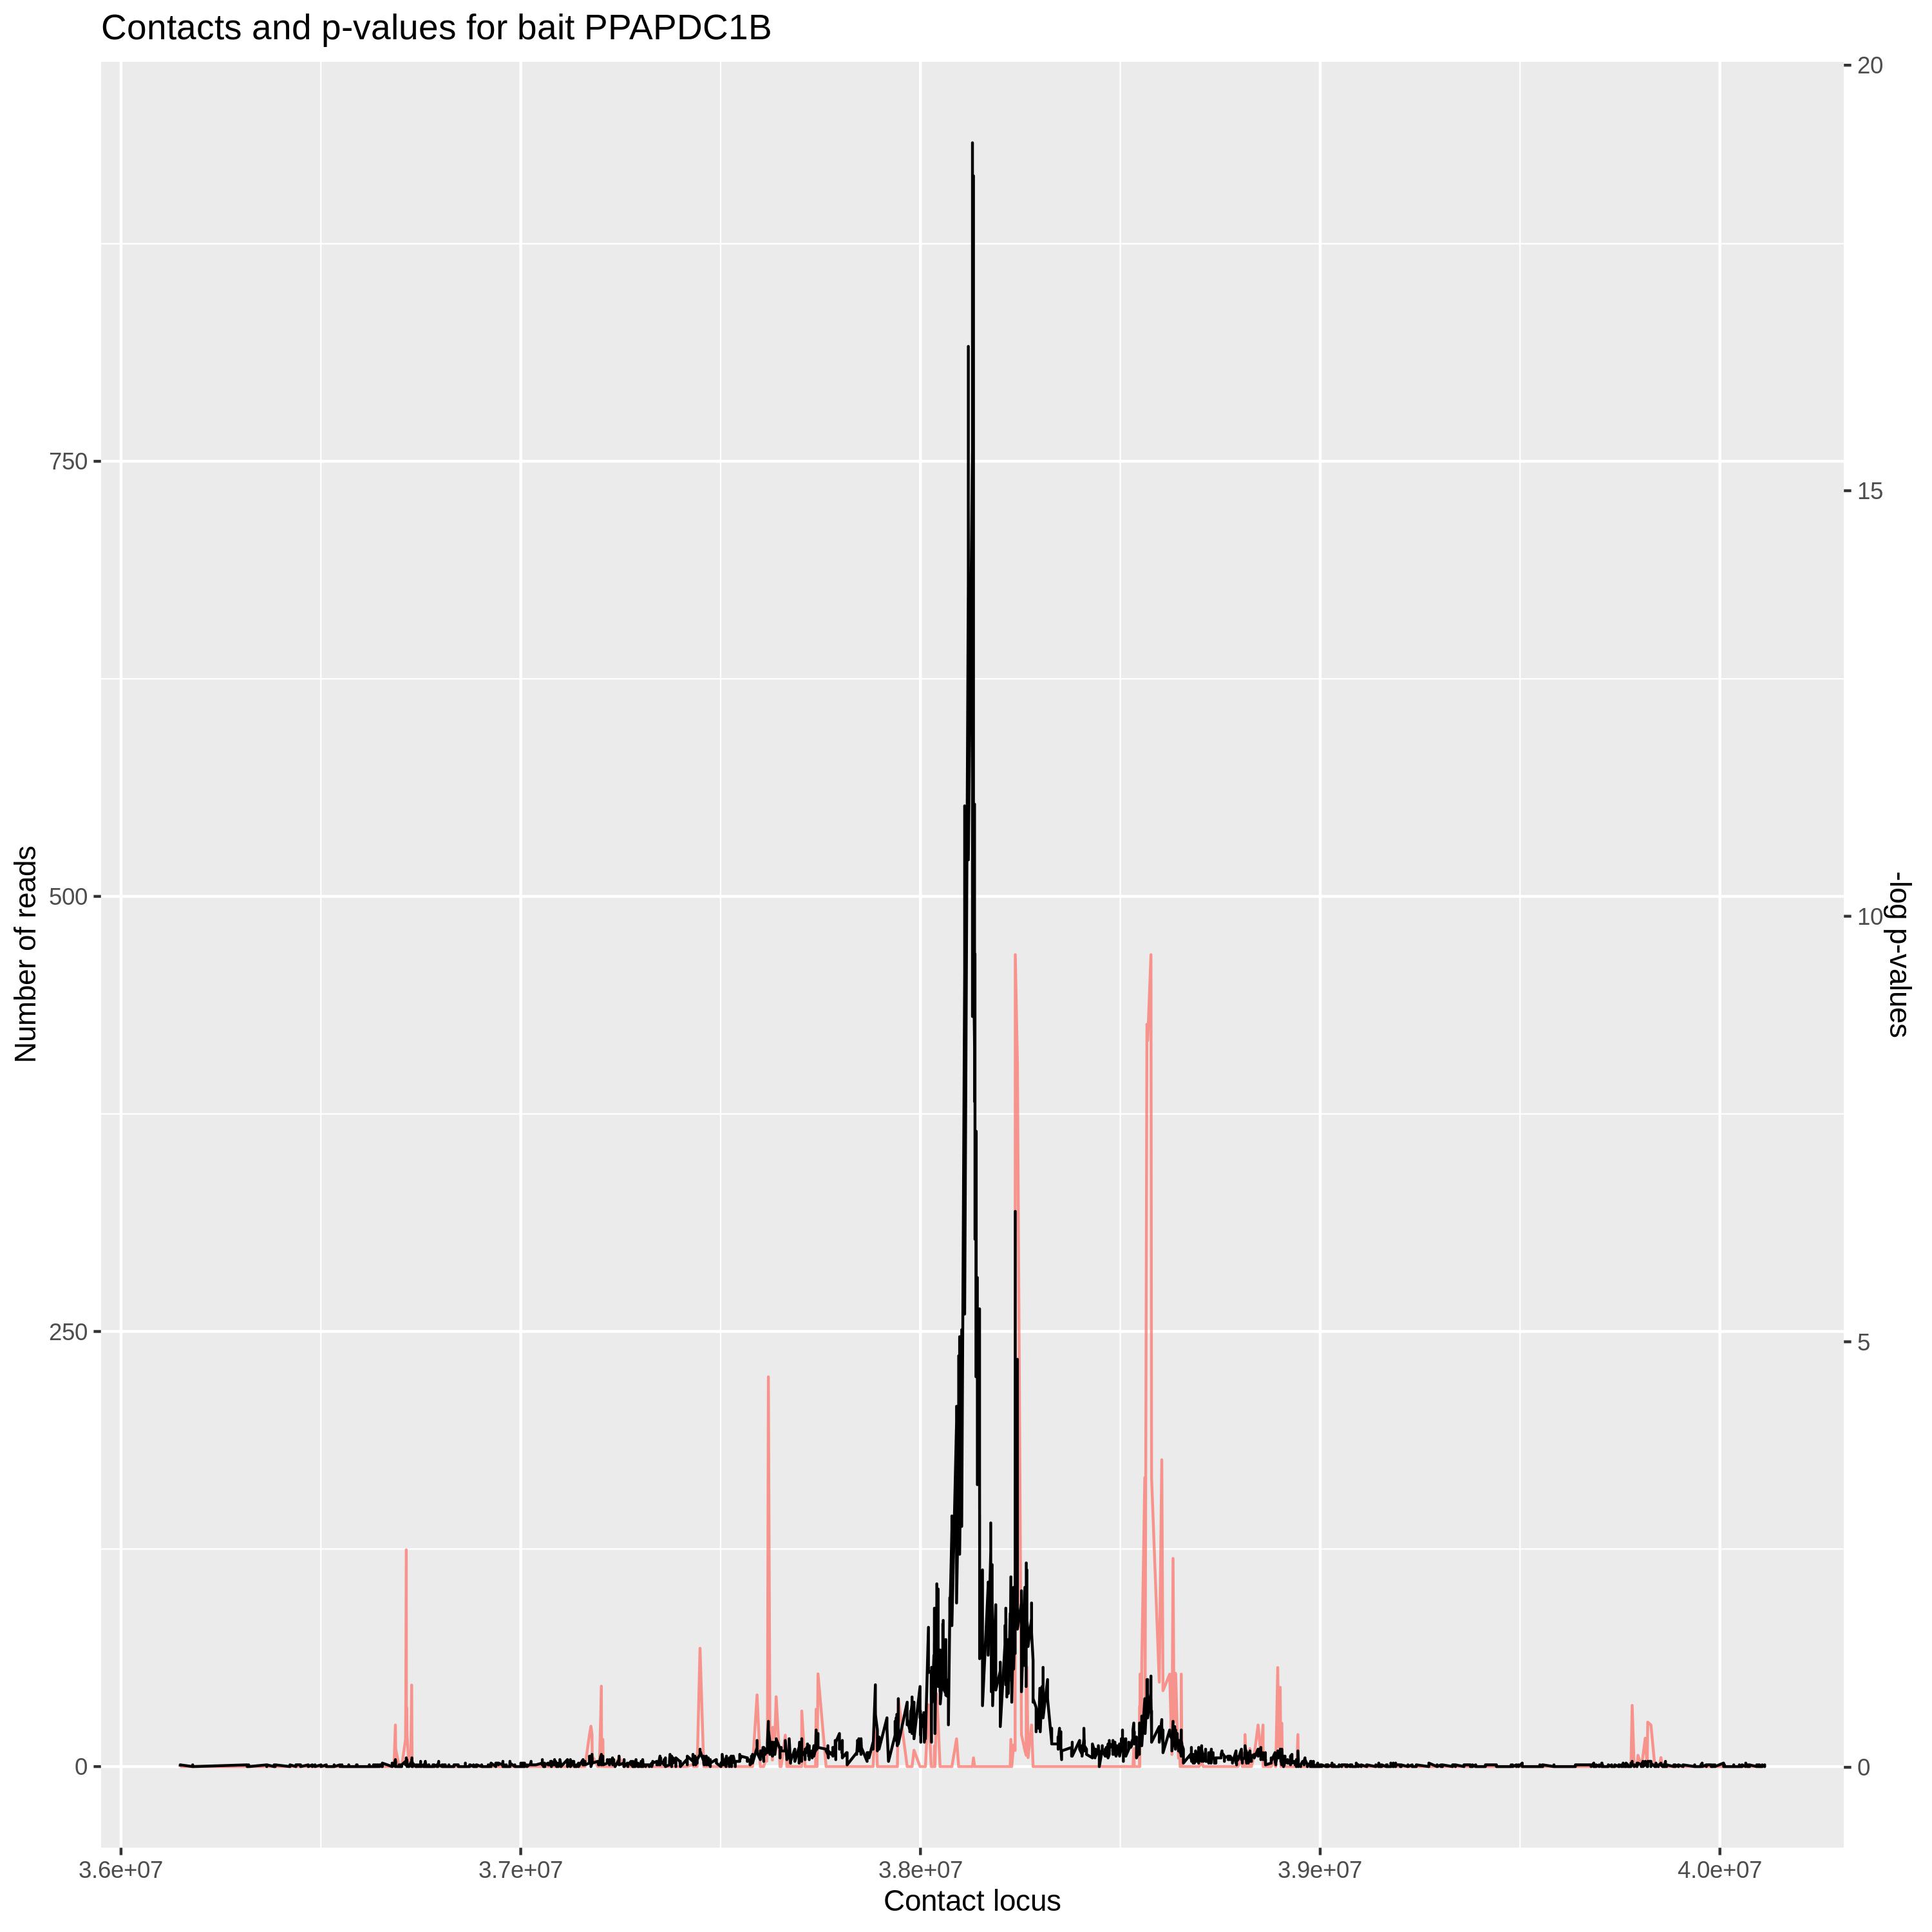 Contacts and p-values for bait PPAPDC1B
20
750
15
500
10
Number of reads
-log p-values
250
5
0
0
3.6e+07
3.7e+07
3.8e+07
3.9e+07
4.0e+07
Contact locus